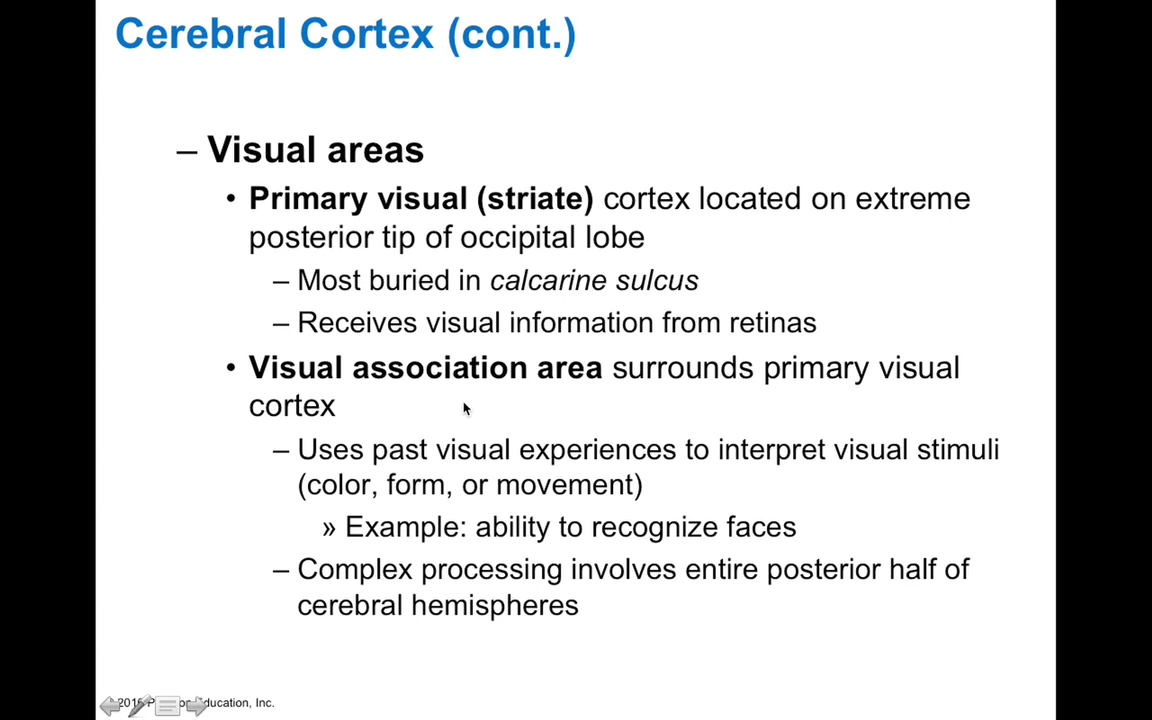 Cerebral Cortex (cont.)
– Visual areas
• Primary visual (striate) cortex located on extreme
posterior tip of occipital lobe
– Most buried in calcarine sulcus
– Receives visual information from retinas
• Visual association area surrounds primary visual
cortex
– Uses past visual experiences to interpret visual stimuli
(color, form, or movement)
» Example: ability to recognize faces
– Complex processing involves entire posterior half of
cerebral hemispheres
Education, Inc.